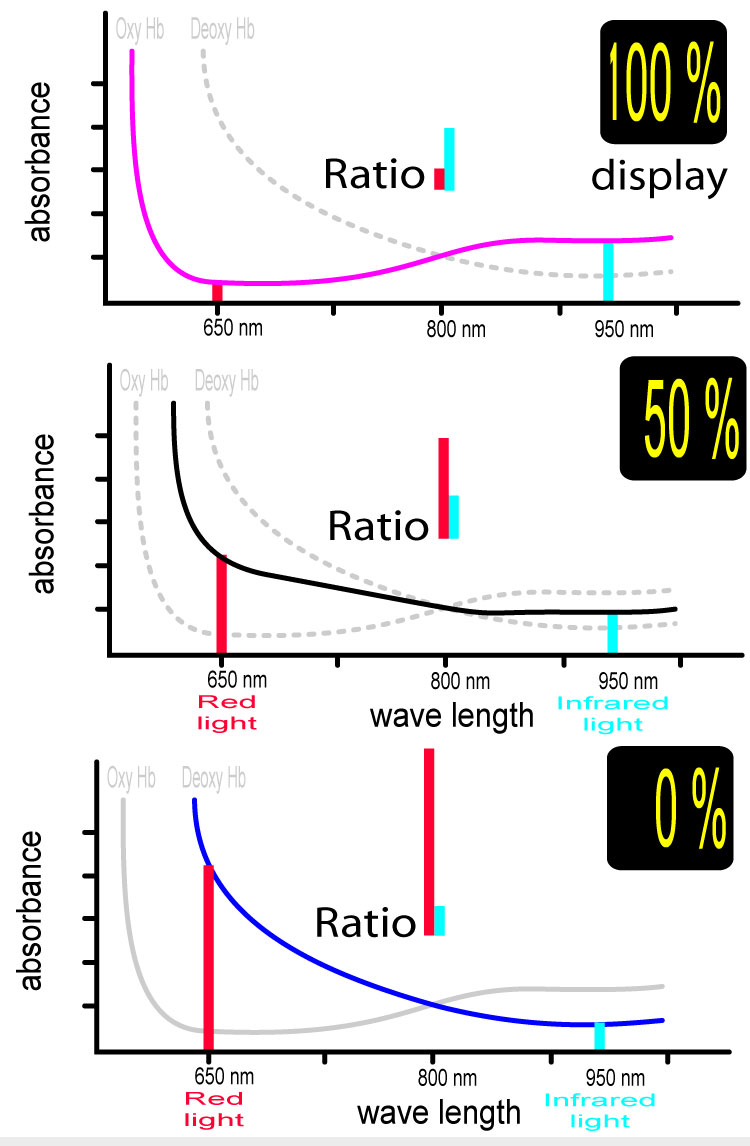 Oxy Hb Deoxy Hb
100 %
display
Ratio
absorbance
650 nm 800 nm 950 nm
Oxy Hb Deoxy Hb
50 %
Ratio
absorbance
650 nm 800 nm 950 nm
Red
light
wave length
Infrared
light
Oxy Hb Deoxy Hb
0 %
Ratio
absorbance
650 nm 800 nm 950 nm
Red
light
wave length
Infrared
light